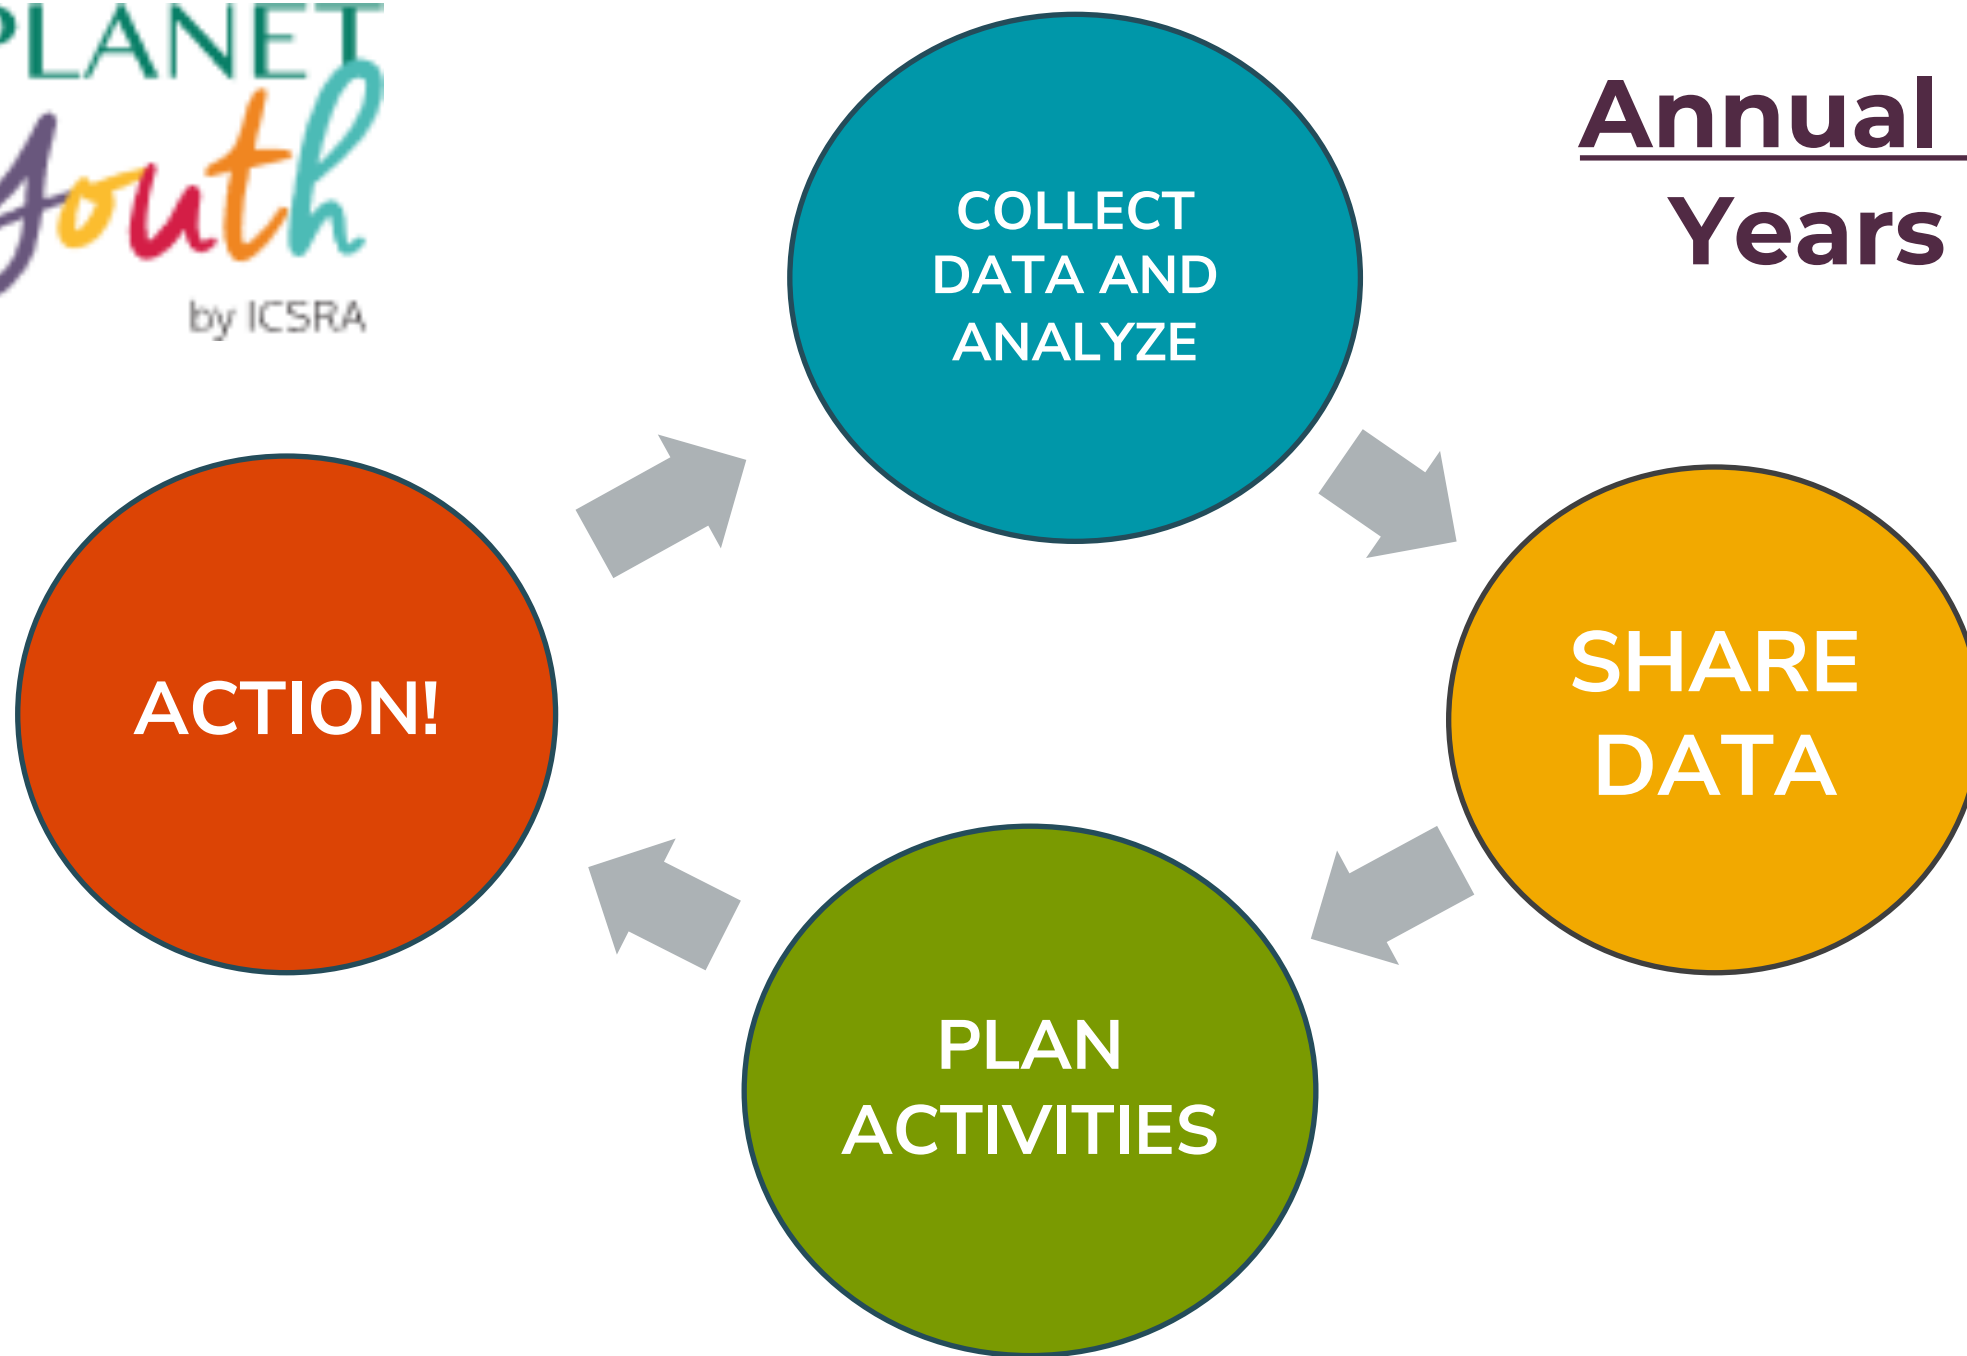 PLANET
youth
by ICSRA
Annual
Years
COLLECT
DATA AND
ANALYZE
SHARE
DATA
PLAN
ACTIVITIES
ACTION!